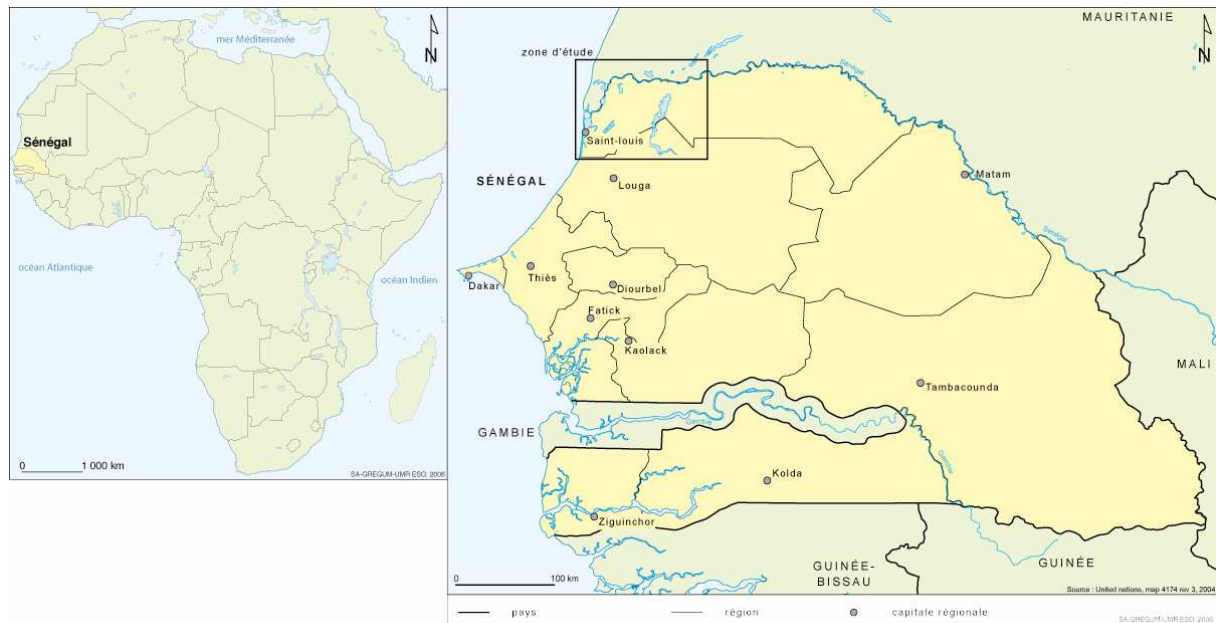 N
mer Méditerranée
Sénégal
océan Atlantique
océan Indien
0 1 000 km
SA-GREGUM-UMR ESO, 2006
MAURITANIE
N
zone d'étude
Sénégal
Saint-louis
Matam
SÉNÉGAL
Louga
Sénégal
Thiès
Dakar
Diourbel
Fatick
Kaolack
MALI
Tambacounda
GAMBIE
Gambie
Gambie
Kolda
Ziguinchor
GUINÉE-
BISSAU
GUINÉE
0 100 km
Source : United nations, map 4174 rev 3, 2004
pays région capitale régionale
SA-GREGUM-UMR ESO, 2006